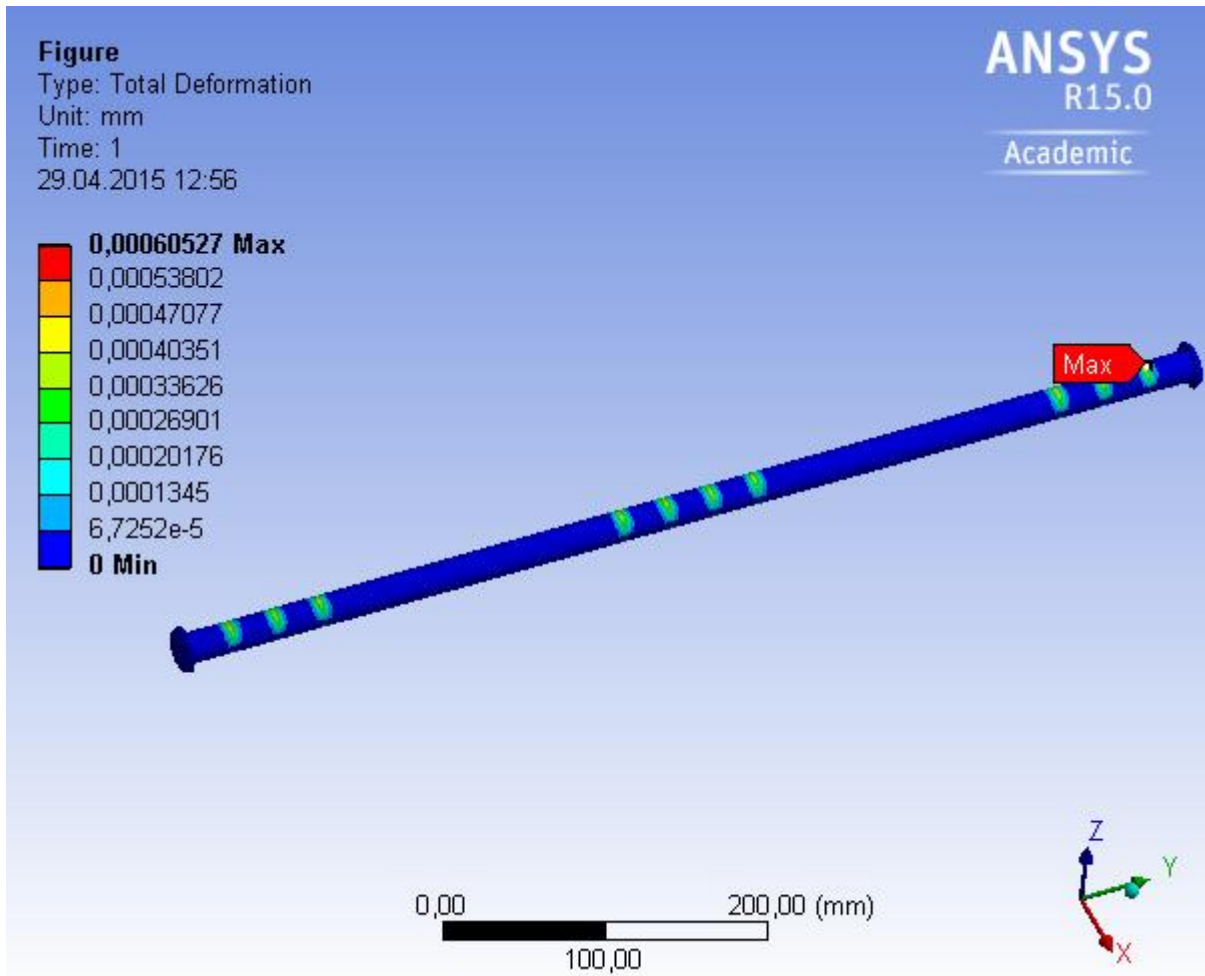 Figure
Type: Total Deformation
Unit: mm
Time: 1
29.04.2015 12:56
ANSYS
R15.0
Academic
0,00060527 Max
0,00053802
0,00047077
0,00040351
0,00033626
0,00026901
0,00020176
0,0001345
6,7252e-5
0 Min
Max
0,00
200,00 (mm)
100,00
Z
Y
X